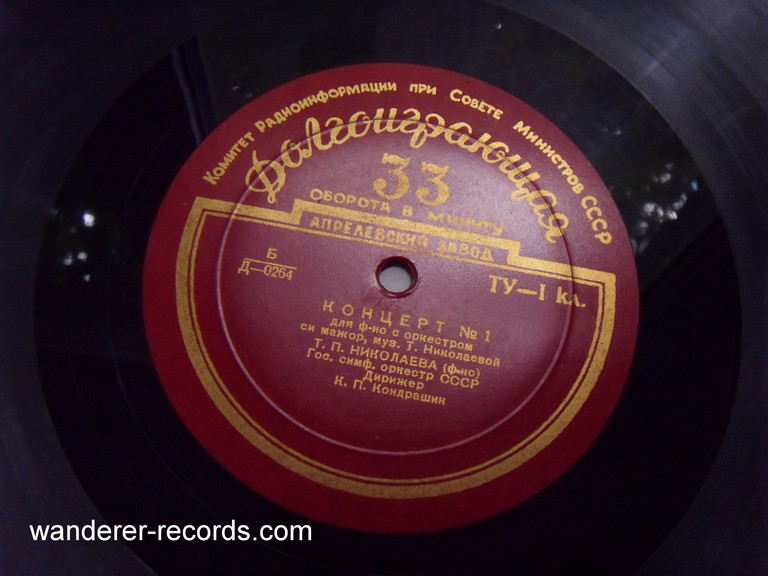 Комитет Радиоинформации при Совете Министров СССР
Долгоиграющая
33
ОБОРОТА В МИНУТУ
АПРЕЛЕВСКИЙ ЗАВОД
Б
Д—0264
ТУ—1 кл.
КОНЦЕРТ № 1
для ф-но с оркестром
си мажор, муз. Т. Николаевой
Т. П. НИКОЛАЕВА (ф-но)
Гос. симф. оркестр СССР
Дирижер
К. П. Кондрашин
wanderer-records.com